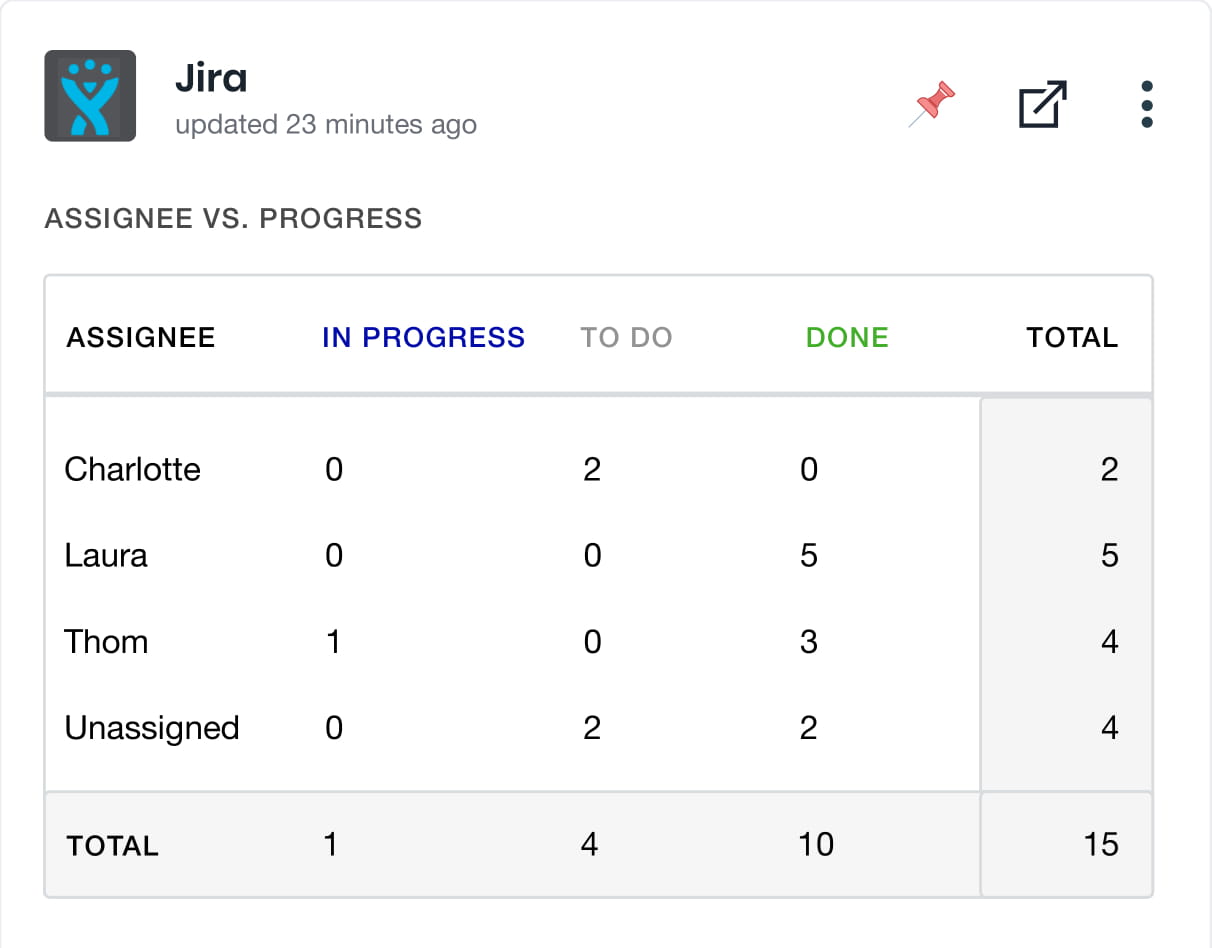 Jira
updated 23 minutes ago
ASSIGNEE VS. PROGRESS
ASSIGNEE IN PROGRESS TO DO DONE TOTAL
Charlotte 0 2 0 2
Laura 0 0 5 5
Thom 1 0 3 4
Unassigned 0 2 2 4
TOTAL 1 4 10 15